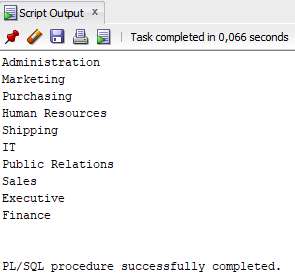 Script Output x
Task completed in 0,066 seconds
Administration
Marketing
Purchasing
Human Resources
Shipping
IT
Public Relations
Sales
Executive
Finance
PL/SQL procedure successfully completed.